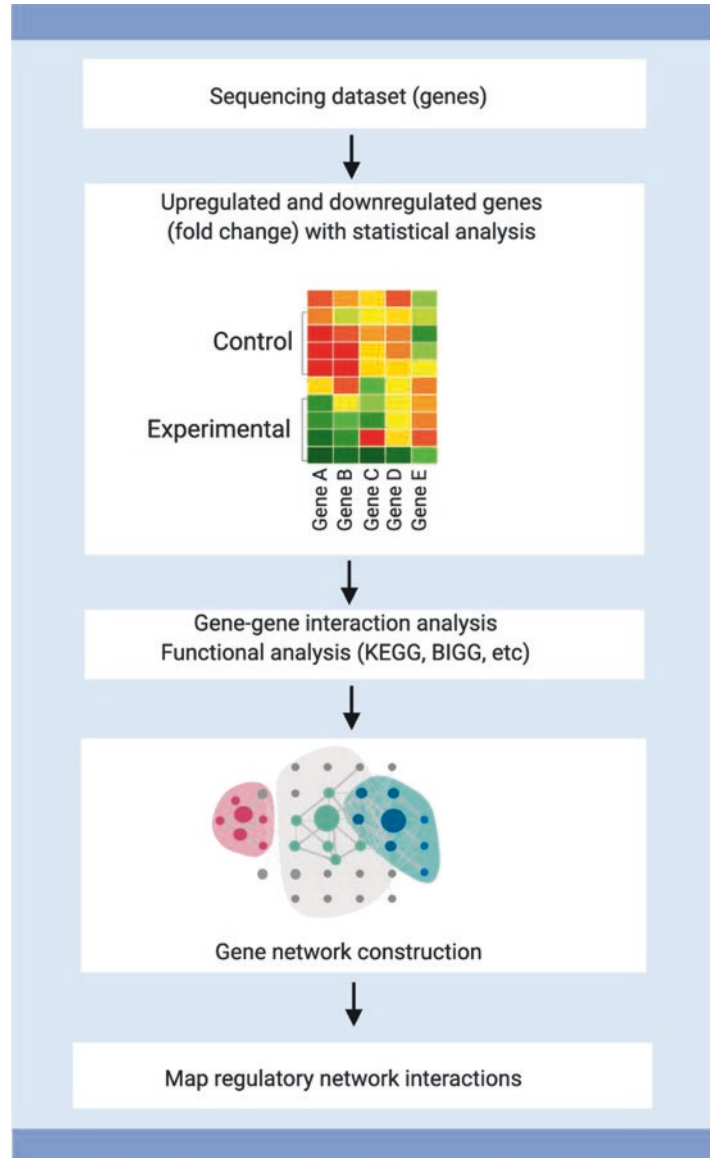 Sequencing dataset (genes)
Upregulated and downregulated genes
(fold change) with statistical analysis
Control
Experimental
Gene A
Gene B
Gene C
Gene D
Gene E
Gene-gene interaction analysis
Functional analysis (KEGG, BIGG, etc)
Gene network construction
Map regulatory network interactions